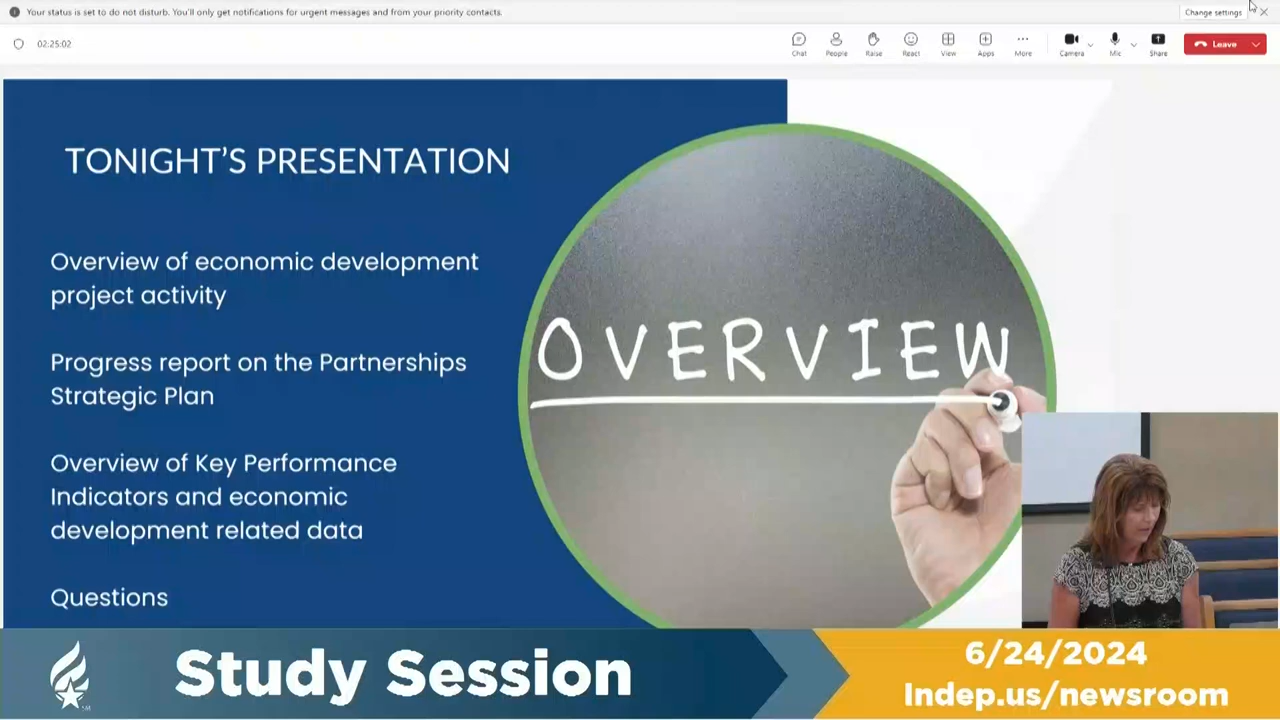 Your status is set to do not disturb. You'll only get notifications for urgent messages and from your priority contacts.
Change settings
02:25:02
Chat
People
Raise
React
View
Apps
More
Camera
Mic
Share
Leave
TONIGHT'S PRESENTATION
Overview of economic development
project activity
Progress report on the Partnerships
Strategic Plan
Overview of Key Performance
Indicators and economic
development related data
Questions
OVERVIEW
Study Session
6/24/2024
Indep.us/newsroom